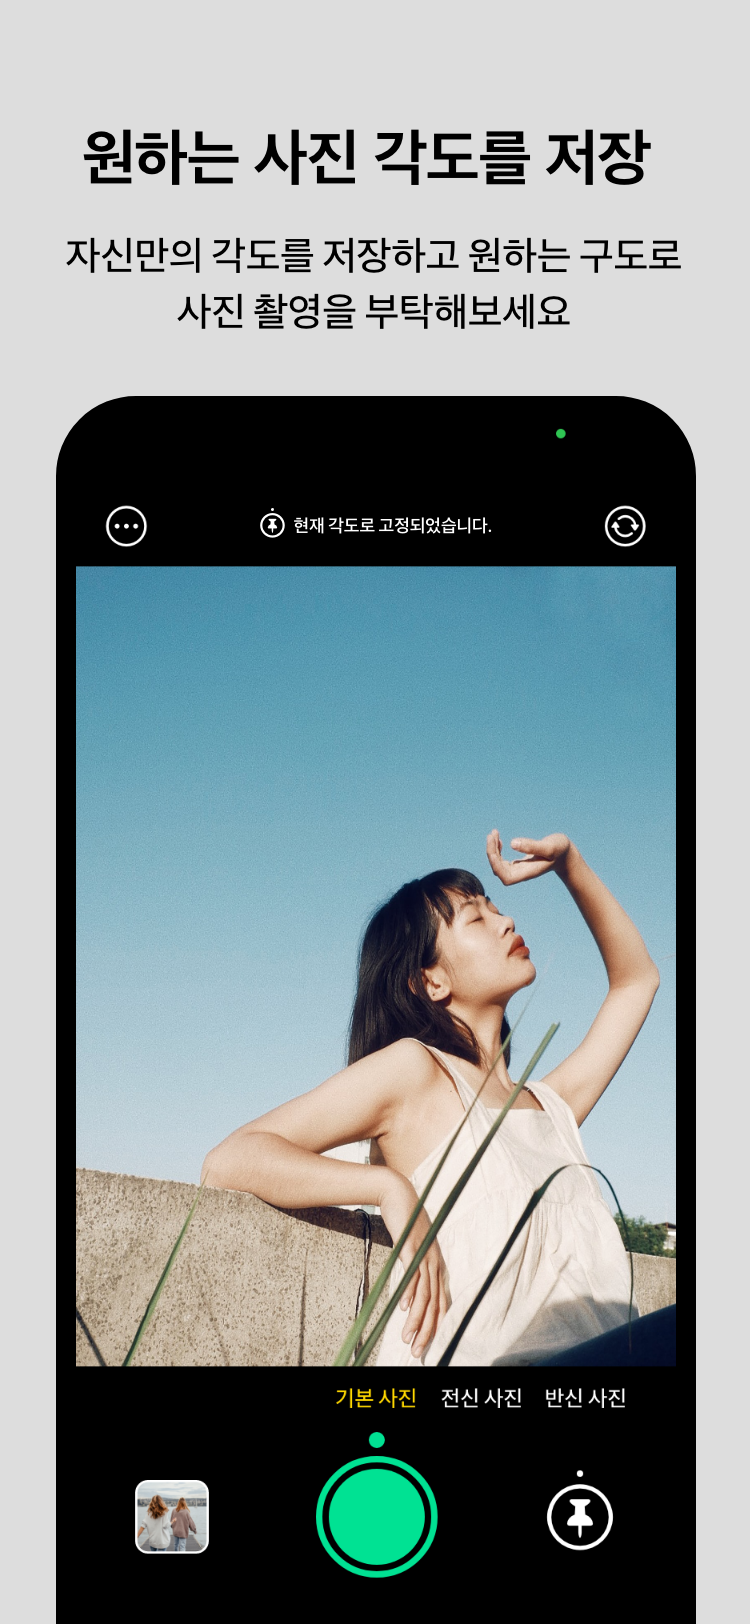 원하는 사진 각도를 저장
자신만의 각도를 저장하고 원하는 구도로
사진 촬영을 부탁해보세요
현재 각도로 고정되었습니다.
기본 사진 전신 사진 반신 사진